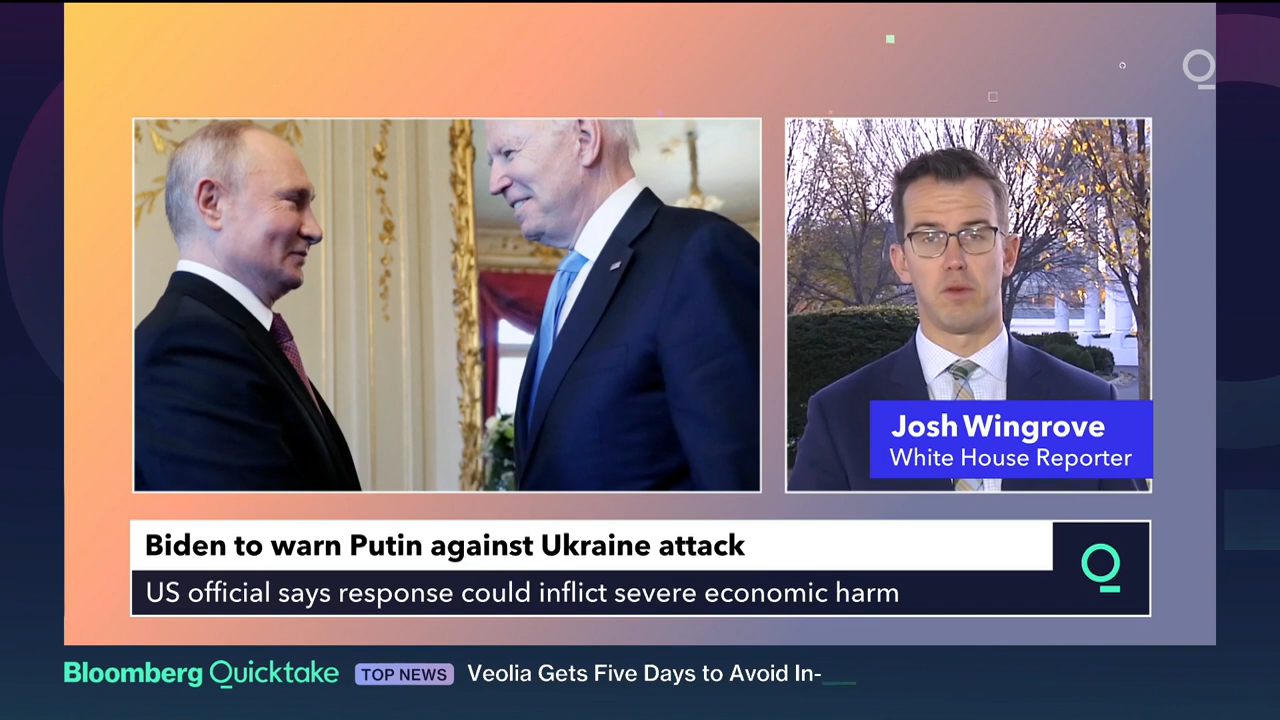 Josh Wingrove
White House Reporter
Biden to warn Putin against Ukraine attack
US official says response could inflict severe economic harm
Bloomberg Quicktake TOP NEWS Veolia Gets Five Days to Avoid In-